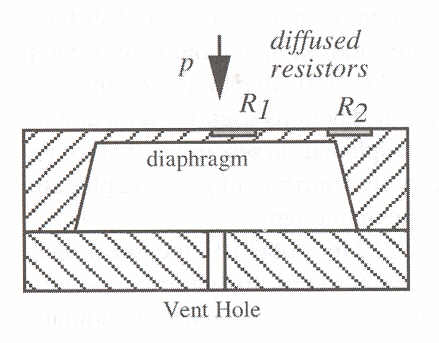 diffused
p
resistors
R1
R2
diaphragm
Vent Hole